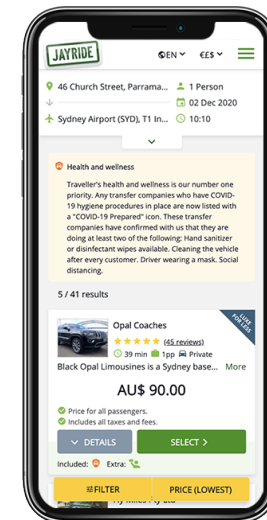 JAYRIDE
EN
€£$
46 Church Street, Parrama...
1 Person
02 Dec 2020
Sydney Airport (SYD), T1 In...
10:10
Health and wellness
Traveller's health and wellness is our number one
priority. Any transfer companies who have COVID-
19 hygiene procedures in place are now listed with
a "COVID-19 Prepared" icon. These transfer
companies have confirmed with us that they are
doing at least two of the following: Hand sanitizer
or disinfectant wipes available. Cleaning the vehicle
after every customer. Driver wearing a mask. Social
distancing.
5 / 41 results
LUXE
FOR LESS
Opal Coaches
(45 reviews)
39 min 1pp Private
Black Opal Limousines is a Sydney base... More
AU$ 90.00
Price for all passengers.
Includes all taxes and fees.
DETAILS
SELECT >
Included: Extra:
FILTER
PRICE (LOWEST)